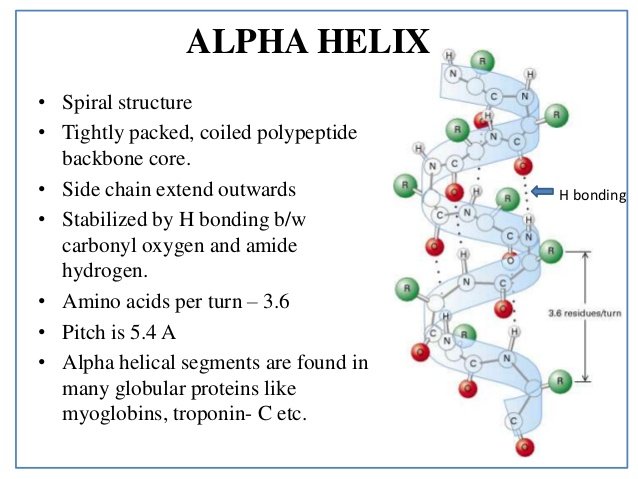 ALPHA HELIX
• Spiral structure
• Tightly packed, coiled polypeptide
backbone core.
• Side chain extend outwards
• Stabilized by H bonding b/w
carbonyl oxygen and amide
hydrogen.
• Amino acids per turn – 3.6
• Pitch is 5.4 A
• Alpha helical segments are found in
many globular proteins like
myoglobins, troponin- C etc.
H
N
R
H
C
N
R
H
R
N
C
O
H
N
C
O
R
H
R
C
N
H
N
O
H
R
O
N
C
R
O
H
H
C
N
R
O
C
N
O
R
C
O
H bonding
3.6 residues/turn